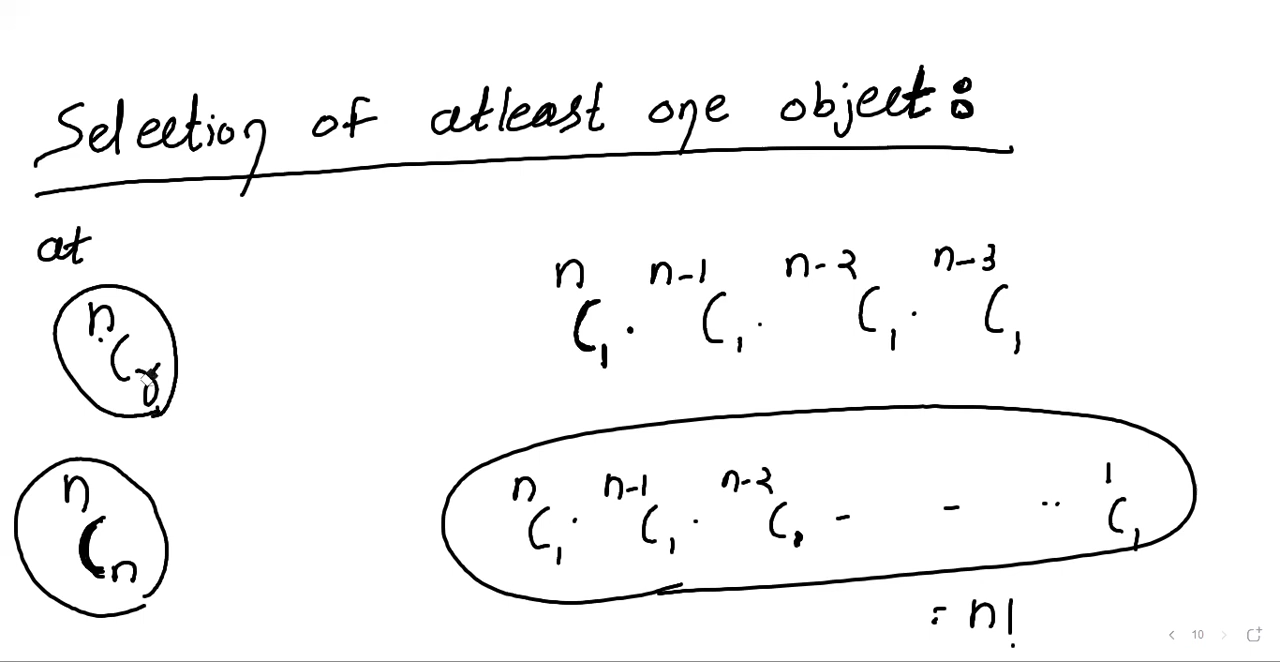 Selection of atleast one object:
at
ⁿC₁ · ⁿ⁻¹C₁ · ⁿ⁻²C₁ · ⁿ⁻³C₁
ⁿCᵣ
ⁿC₁ · ⁿ⁻¹C₁ · ⁿ⁻²C₁ - - ·· ¹C₁
ⁿCₙ
= n!
10